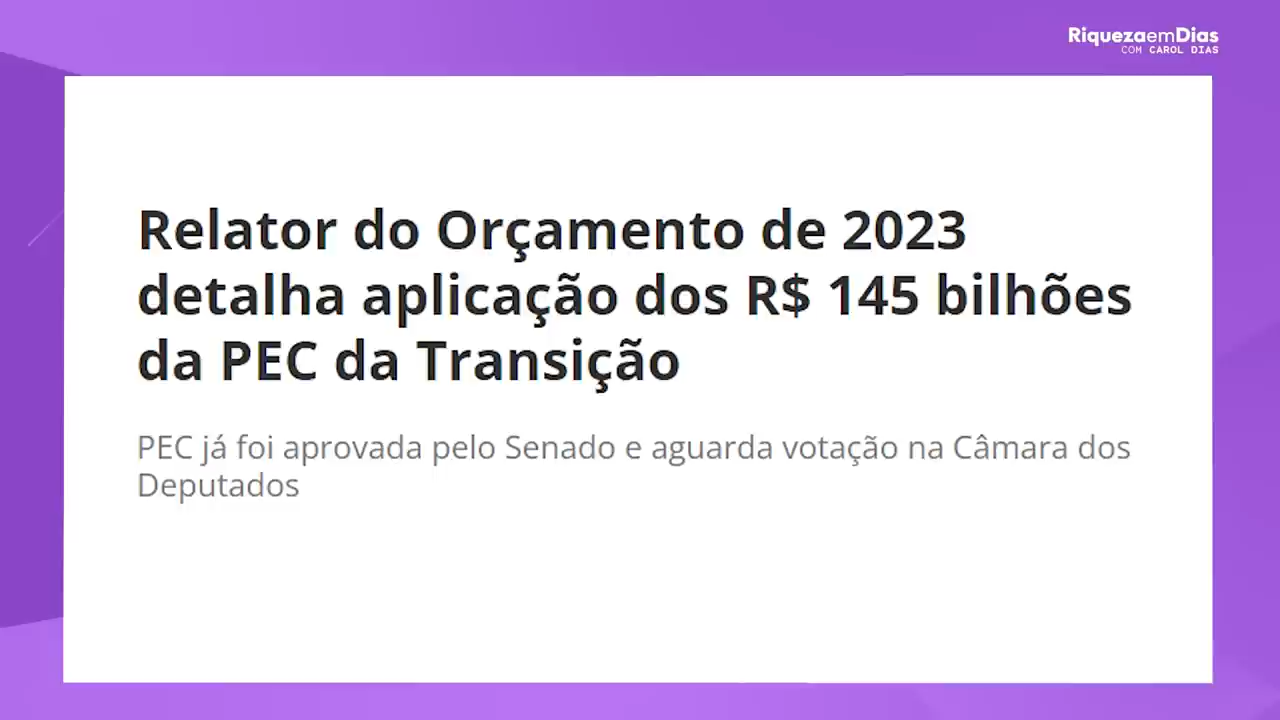 RiquezaemDias
COM CAROL DIAS
Relator do Orçamento de 2023
detalha aplicação dos R$ 145 bilhões
da PEC da Transição
PEC já foi aprovada pelo Senado e aguarda votação na Câmara dos
Deputados